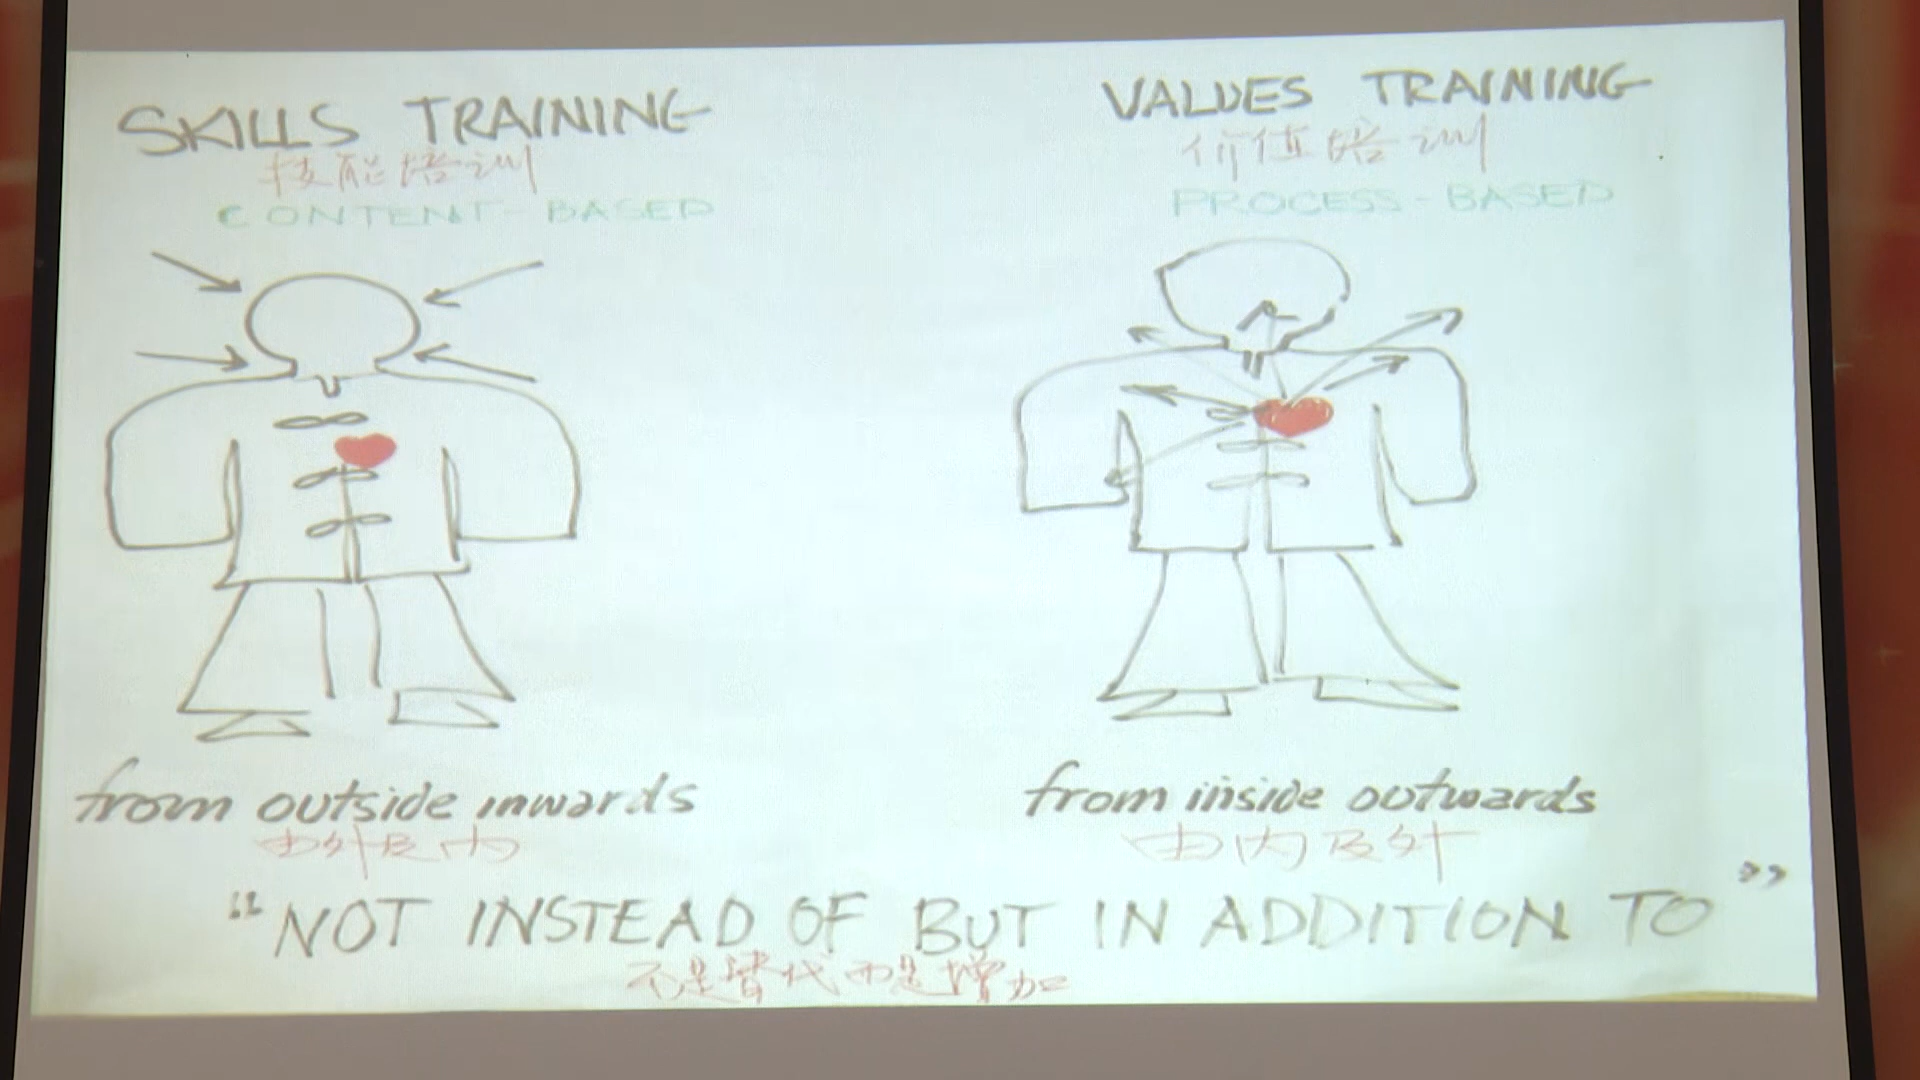 SKILLS TRAINING
技能培训
CONTENT-BASED
from outside inwards
由外及内
VALUES TRAINING
价值培训
PROCESS-BASED
from inside outwards
由内及外
"NOT INSTEAD OF BUT IN ADDITION TO"
不是替代而是增加